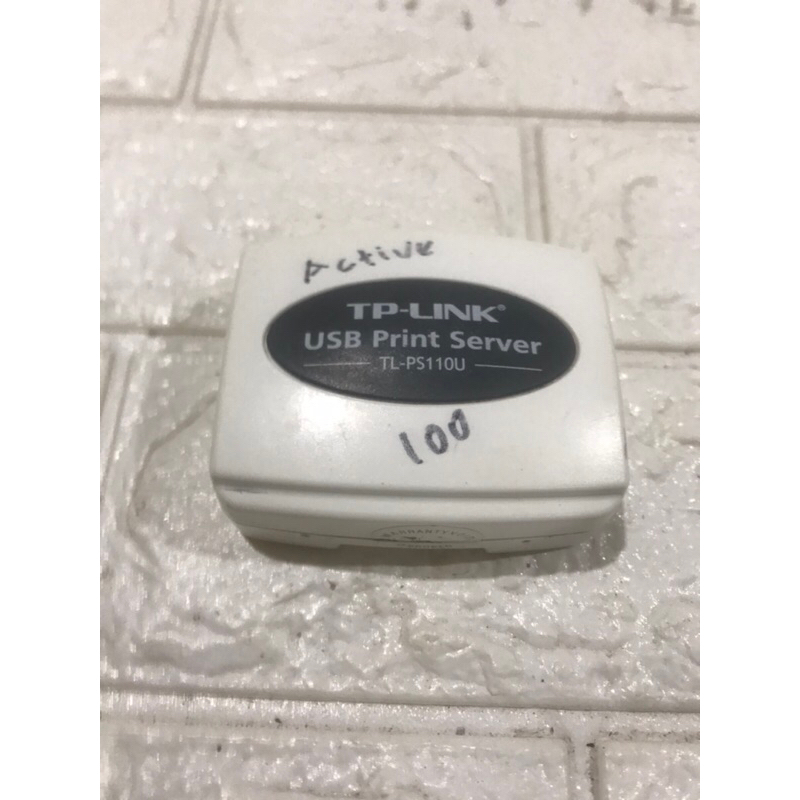 Active
TP-LINK®
USB Print Server
TL-PS110U
100